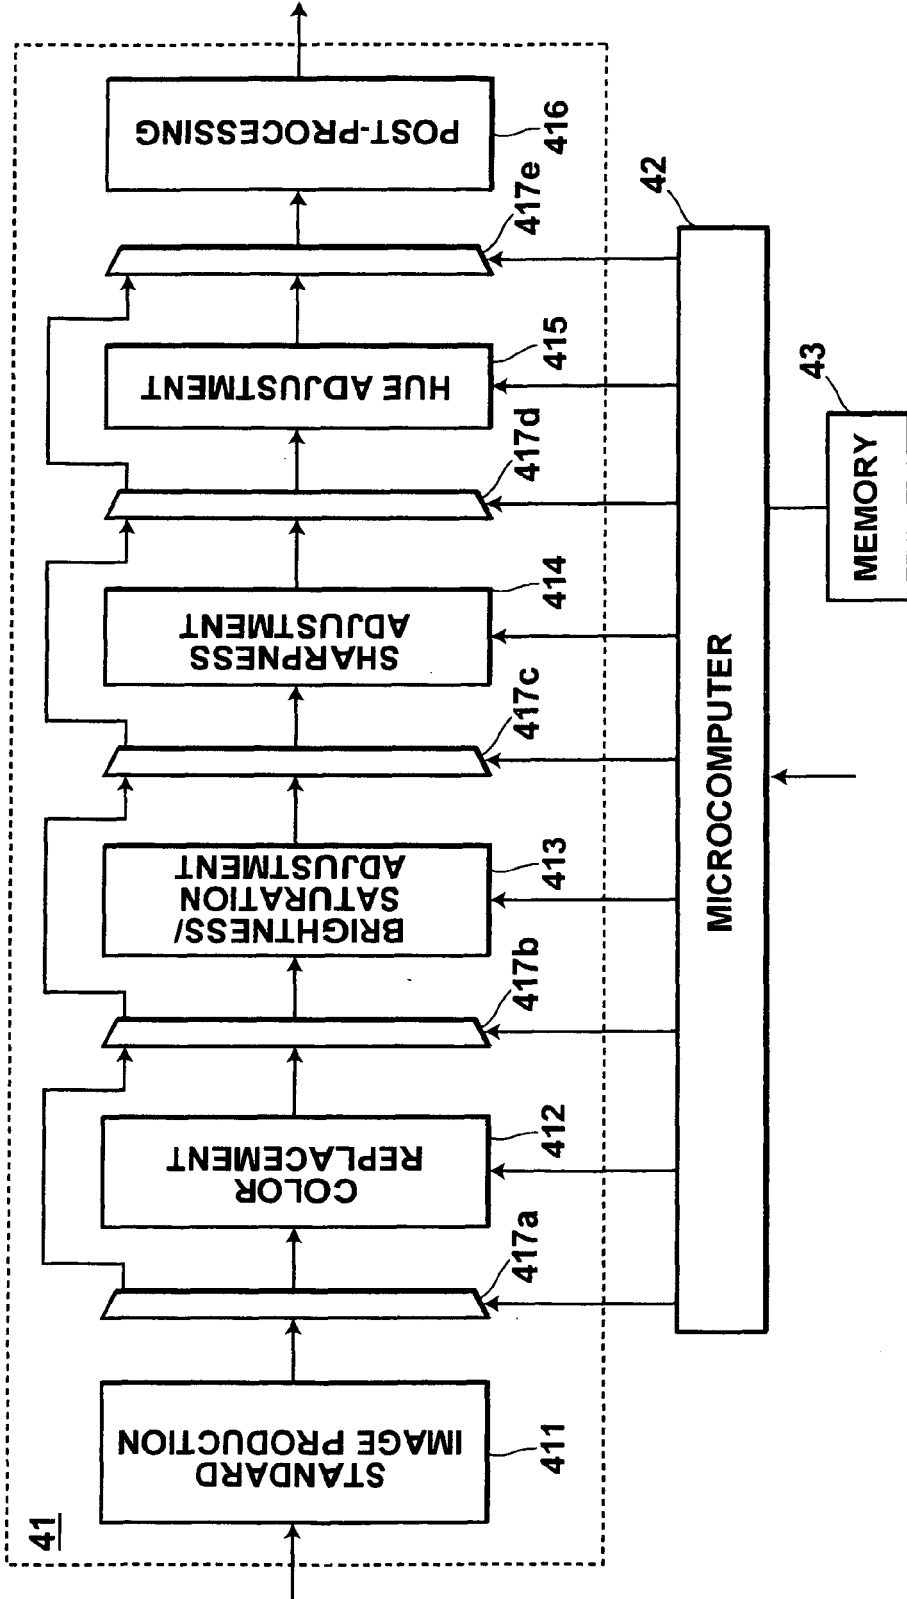 41
STANDARD
IMAGE PRODUCTION
411
417a
COLOR
REPLACEMENT
412
417b
BRIGHTNESS/
SATURATION
ADJUSTMENT
413
417c
SHARPNESS
ADJUSTMENT
414
417d
HUE ADJUSTMENT
415
417e
POST-PROCESSING
416
MICROCOMPUTER
42
MEMORY
43